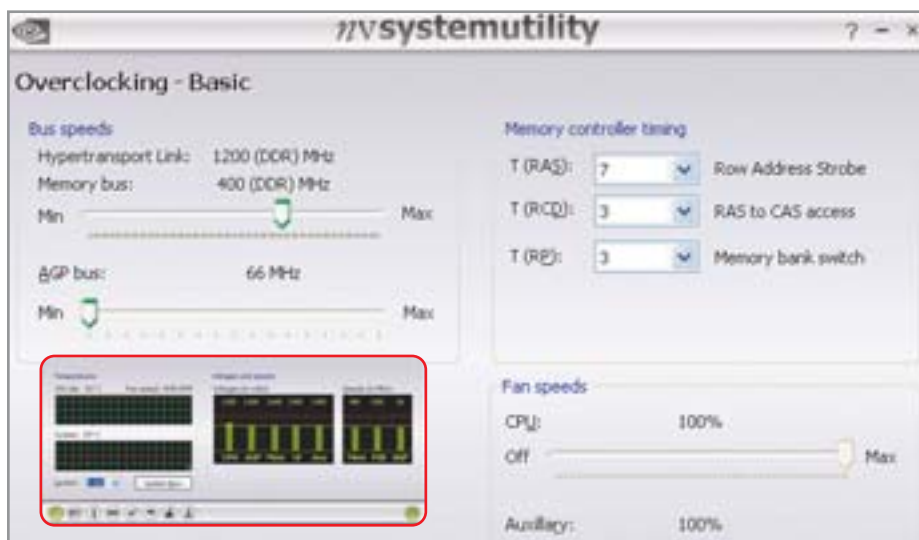 nvsystemutility ? - ×
Overclocking - Basic
Bus speeds
Hypertransport Link: 1200 (DDR) MHz
Memory bus: 400 (DDR) MHz
Min Max
AGP bus: 66 MHz
Min Max
Memory controller timing
T (RAS): 7 Row Address Strobe
T (RCD): 3 RAS to CAS access
T (RP): 3 Memory bank switch
Fan speeds
CPU: 100%
Off Max
Auxillary: 100%